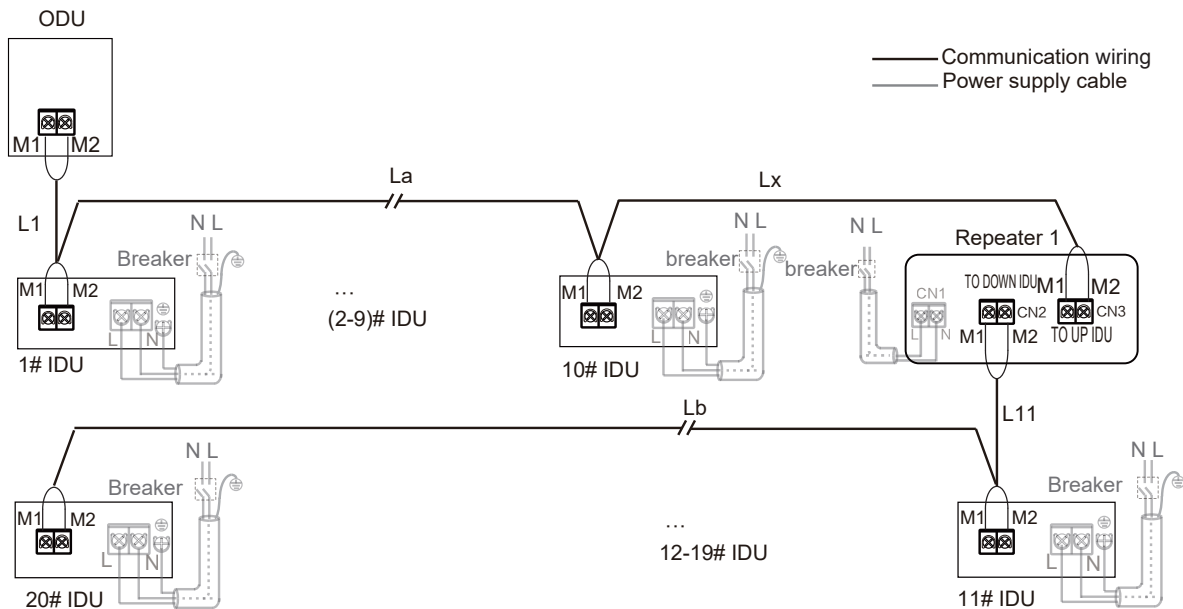 ODU
M1 M2
Communication wiring
Power supply cable
La
Lx
L1
N L
Breaker
M1 M2
L N
1# IDU
...
(2-9)# IDU
N L
breaker
M1 M2
L N
10# IDU
N L
breaker
Repeater 1
CN1
L N
TO DOWN IDU
M1 M2
CN2
CN3
M1 M2
TO UP IDU
L11
Lb
N L
Breaker
M1 M2
L N
20# IDU
...
12-19# IDU
N L
Breaker
M1 M2
L N
11# IDU